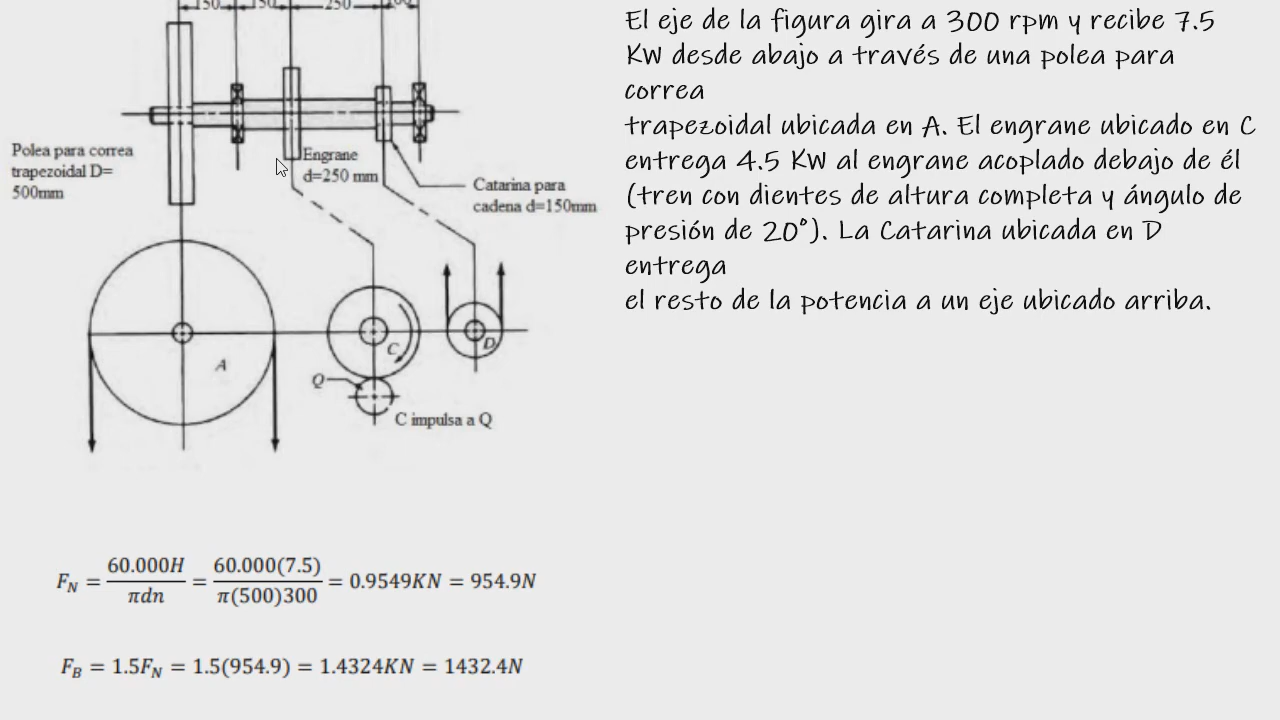 150
150
250
100
El eje de la figura gira a 300 rpm y recibe 7.5
KW desde abajo a través de una polea para
correa
trapezoidal ubicada en A. El engrane ubicado en C
entrega 4.5 KW al engrane acoplado debajo de él
(tren con dientes de altura completa y ángulo de
presión de 20°). La Catarina ubicada en D
entrega
el resto de la potencia a un eje ubicado arriba.
Polea para correa
trapezoidal D=
500mm
Engrane
d=250 mm
Catarina para
cadena d=150mm
A
C
D
Q
C impulsa a Q
F_N = 60.000H / πdn = 60.000(7.5) / π(500)300 = 0.9549KN = 954.9N
F_B = 1.5F_N = 1.5(954.9) = 1.4324KN = 1432.4N